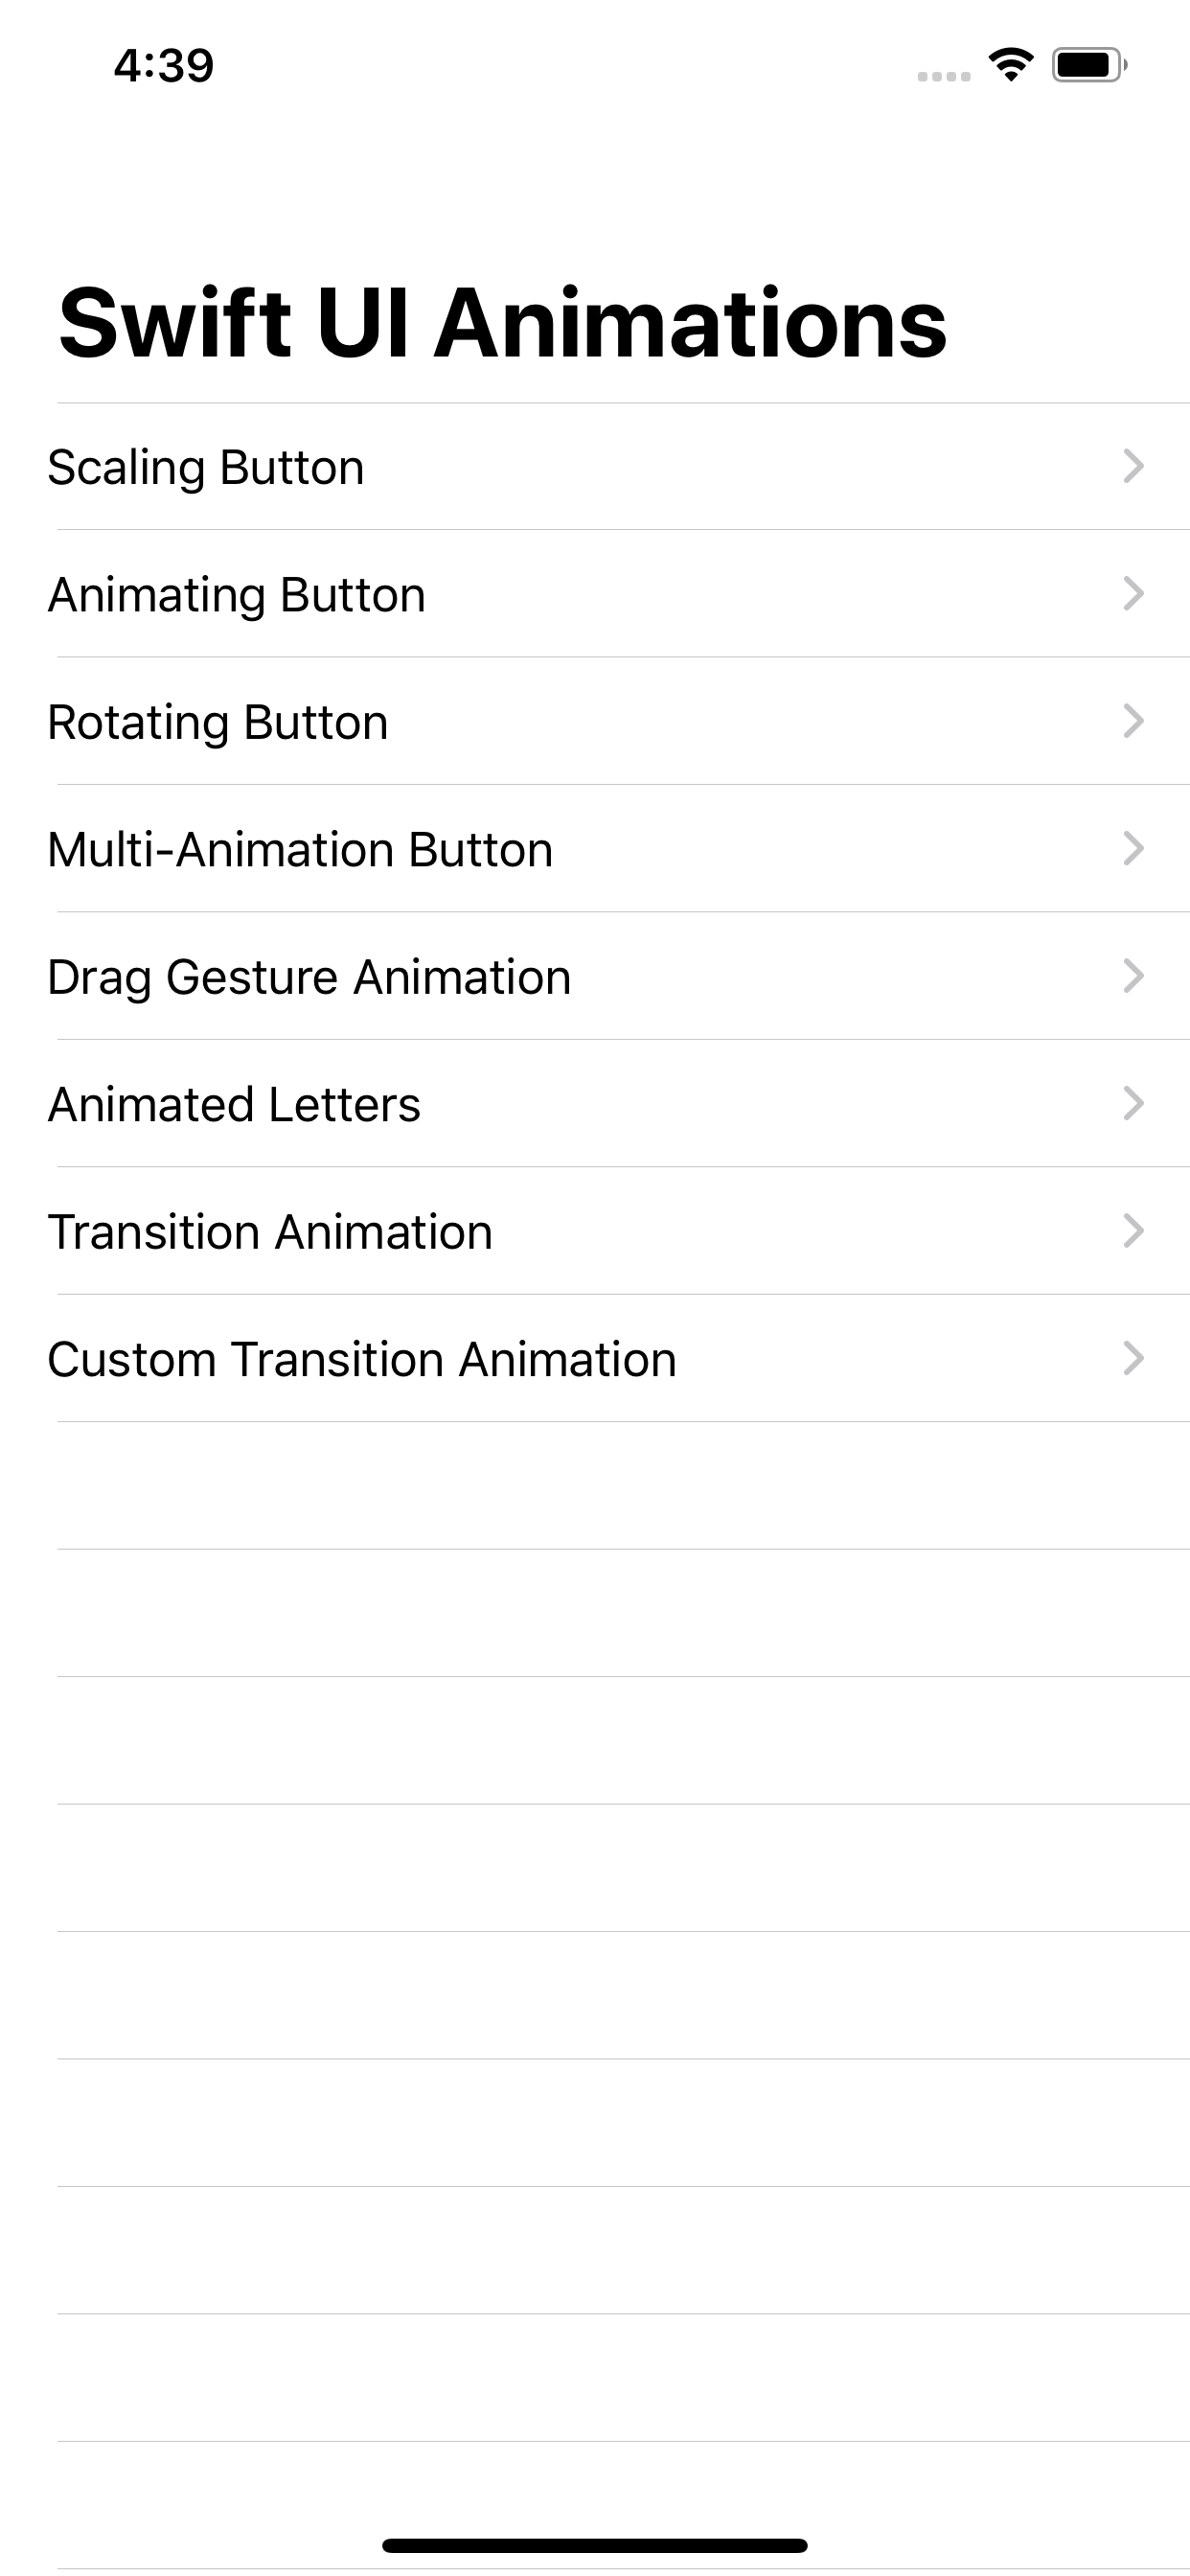 4:39
Swift UI Animations
Scaling Button
Animating Button
Rotating Button
Multi-Animation Button
Drag Gesture Animation
Animated Letters
Transition Animation
Custom Transition Animation